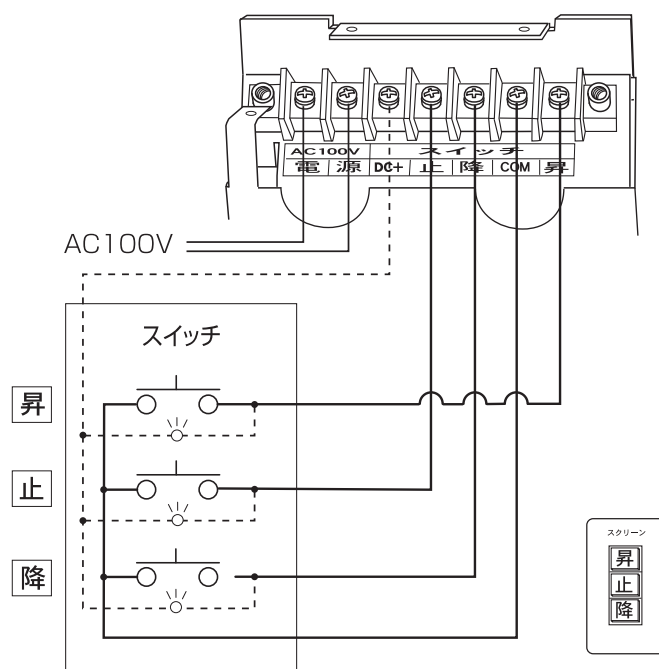 AC100V スイッチ
電 源 DC+ 止 降 COM 昇
AC100V
スイッチ
昇
止
降
スクリーン
昇
止
降